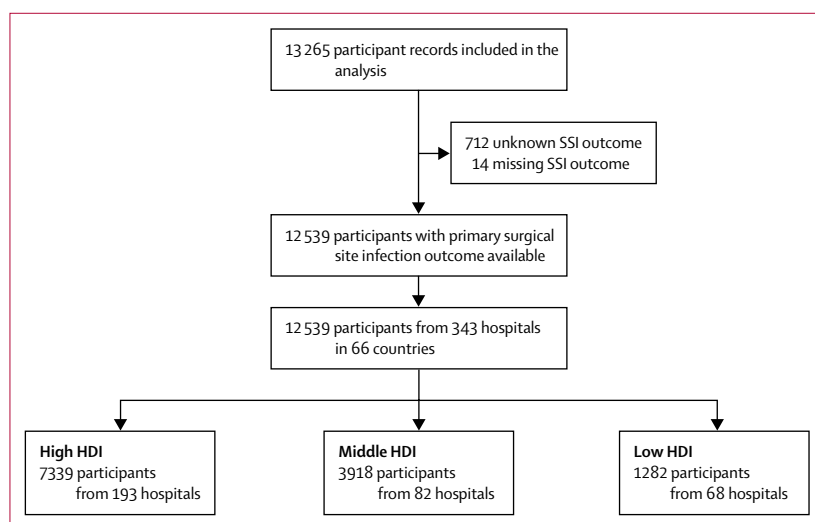 13 265 participant records included in the
analysis
712 unknown SSI outcome
14 missing SSI outcome
12 539 participants with primary surgical
site infection outcome available
12 539 participants from 343 hospitals
in 66 countries
High HDI
7339 participants
from 193 hospitals
Middle HDI
3918 participants
from 82 hospitals
Low HDI
1282 participants
from 68 hospitals